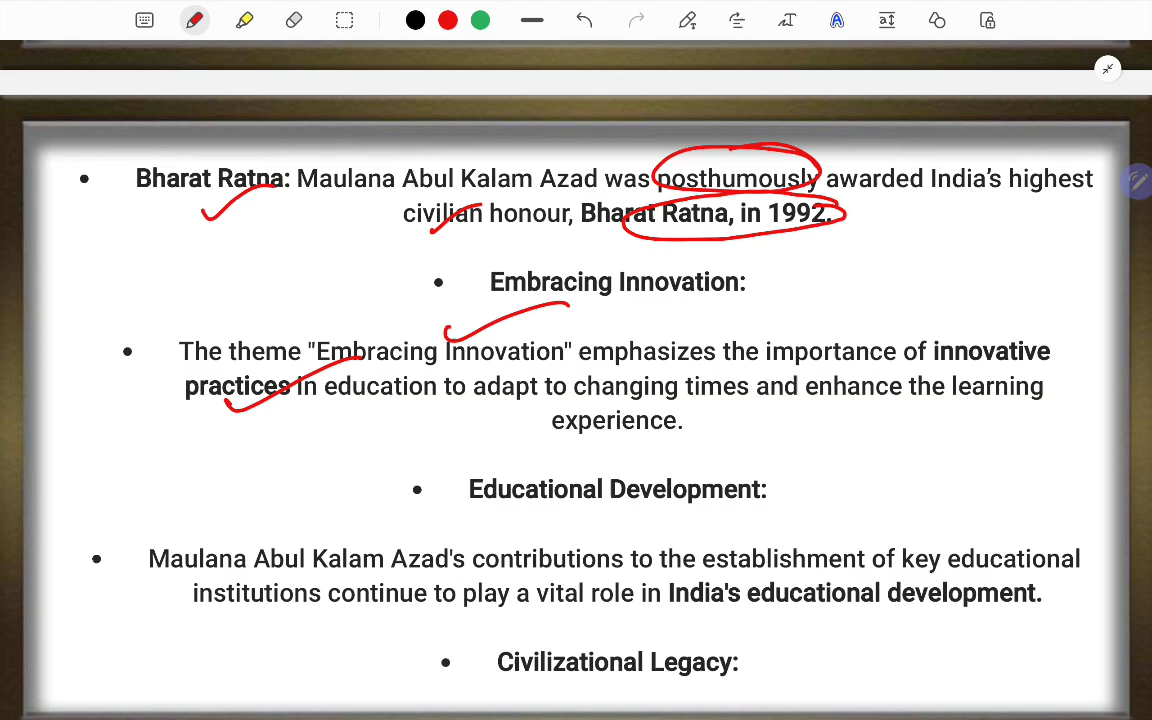 • Bharat Ratna: Maulana Abul Kalam Azad was posthumously awarded India’s highest
civilian honour, Bharat Ratna, in 1992.
• Embracing Innovation:
• The theme "Embracing Innovation" emphasizes the importance of innovative
practices in education to adapt to changing times and enhance the learning
experience.
• Educational Development:
• Maulana Abul Kalam Azad's contributions to the establishment of key educational
institutions continue to play a vital role in India's educational development.
• Civilizational Legacy: